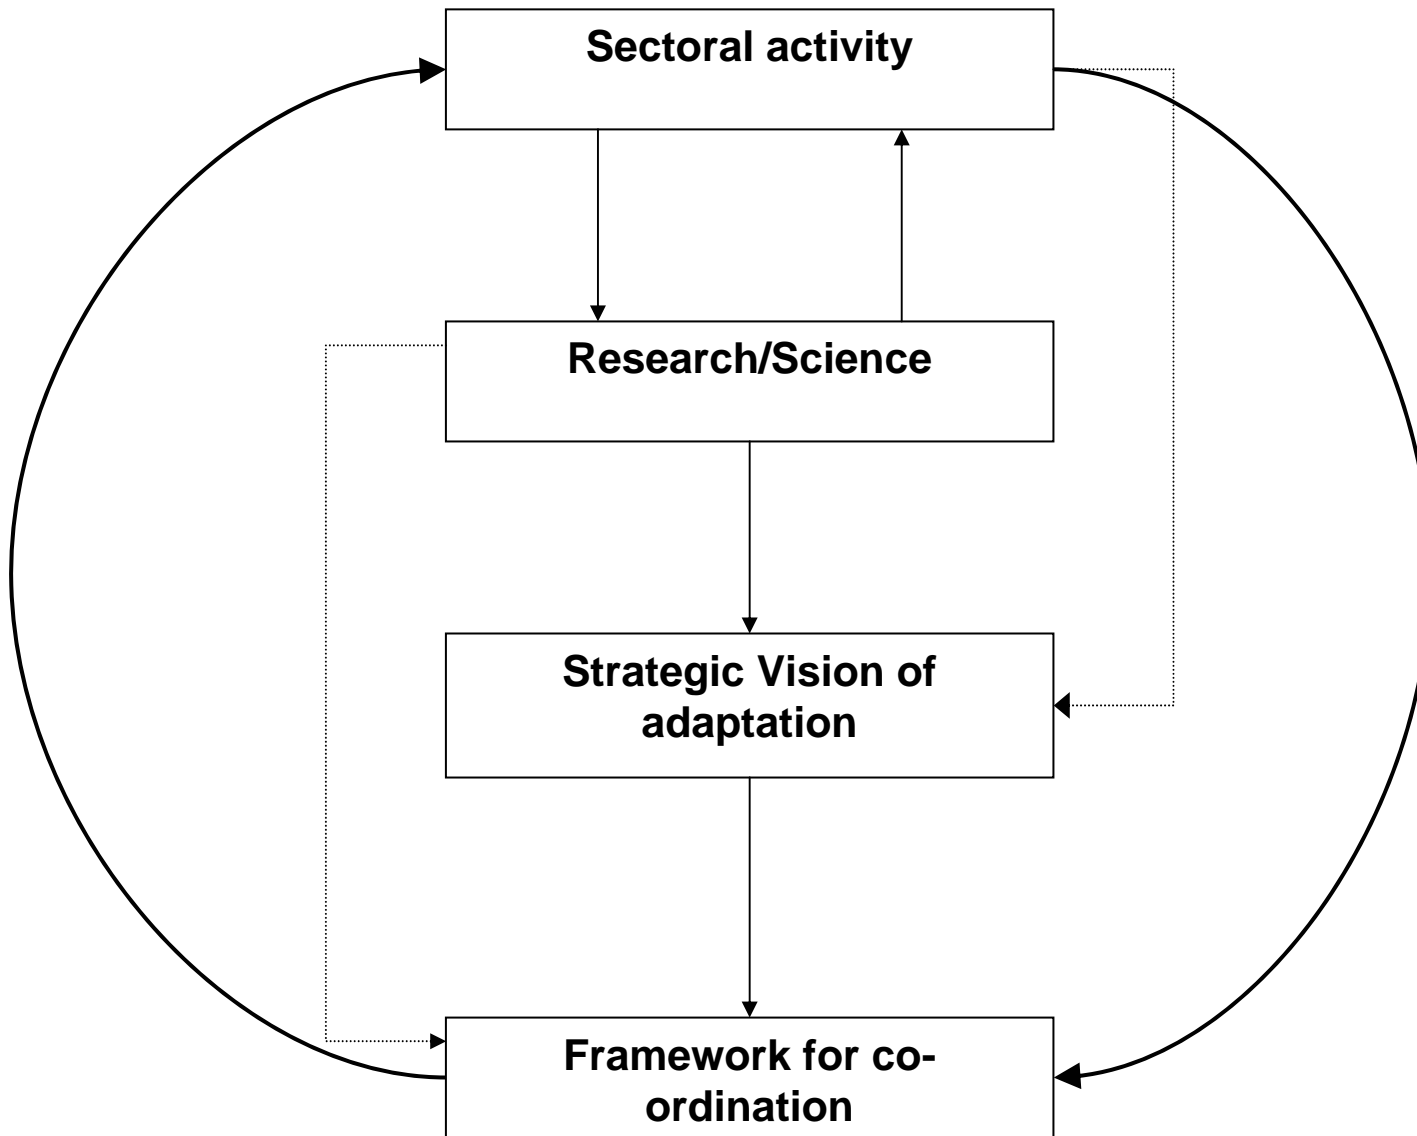 Sectoral activity
Research/Science
Strategic Vision of
adaptation
Framework for co-
ordination